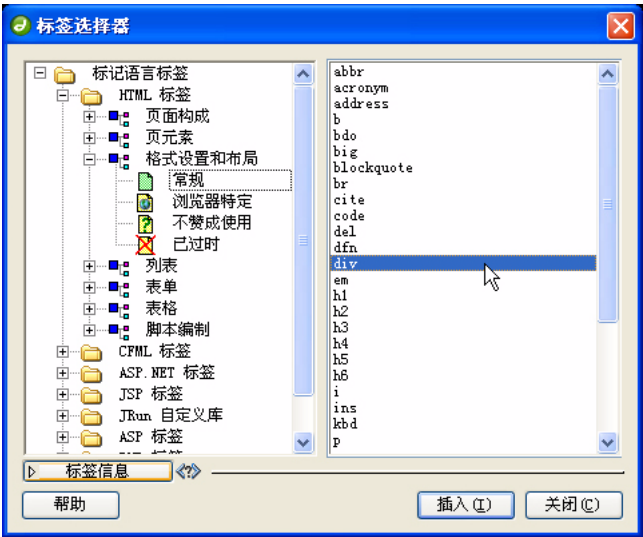 标签选择器
标记语言标签
HTML 标签
页面构成
页元素
格式设置和布局
常规
浏览器特定
不赞成使用
已过时
列表
表单
表格
脚本编制
CFML 标签
ASP.NET 标签
JSP 标签
JRun 自定义库
ASP 标签
abbr
acronym
address
b
bdo
big
blockquote
br
cite
code
del
dfn
div
em
h1
h2
h3
h4
h5
h6
i
ins
kbd
p
标签信息
帮助
插入(I)
关闭(C)